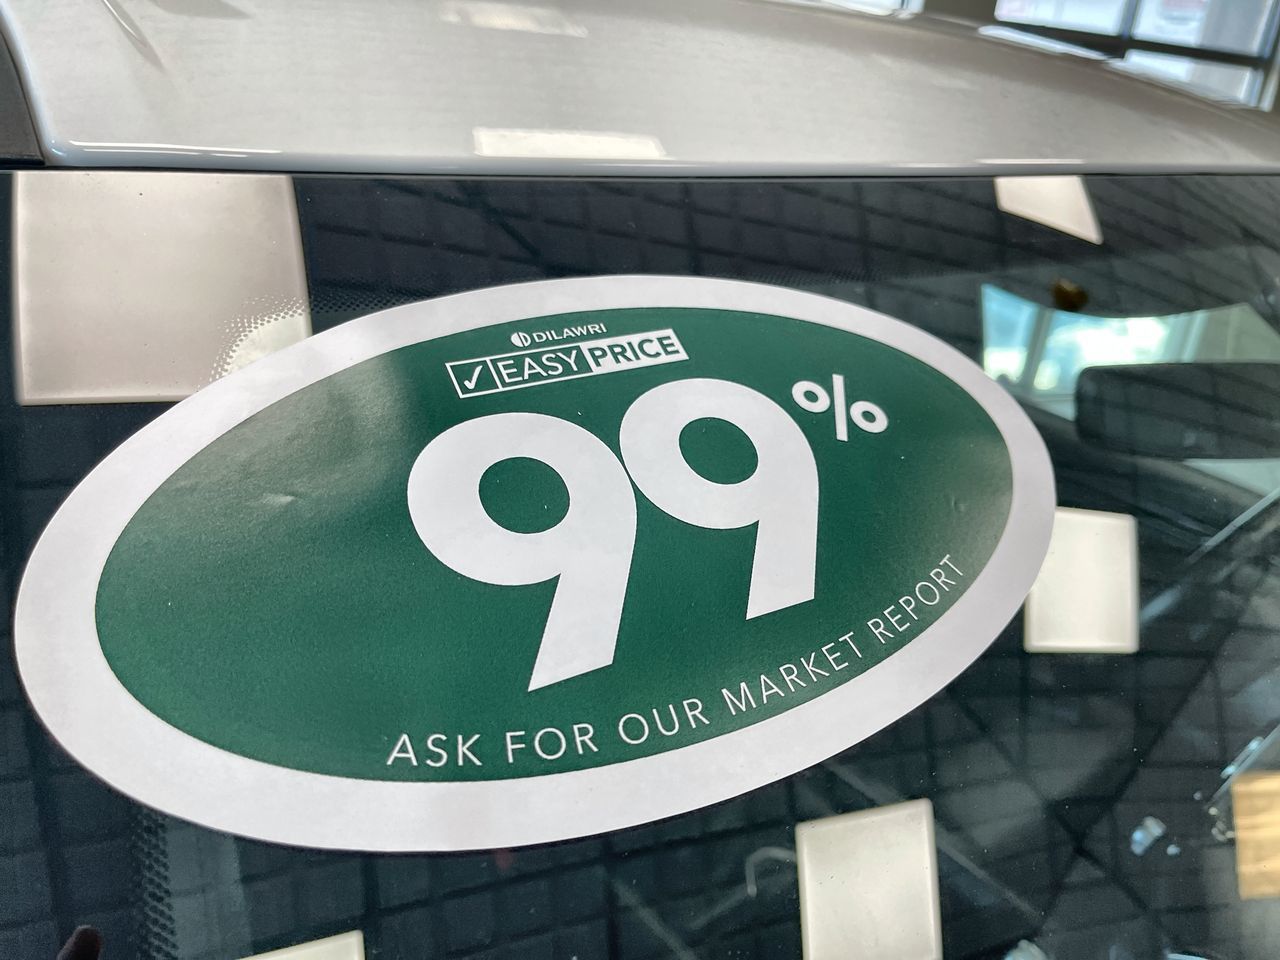 DILAWRI
EASY PRICE
99%
ASK FOR OUR MARKET REPORT